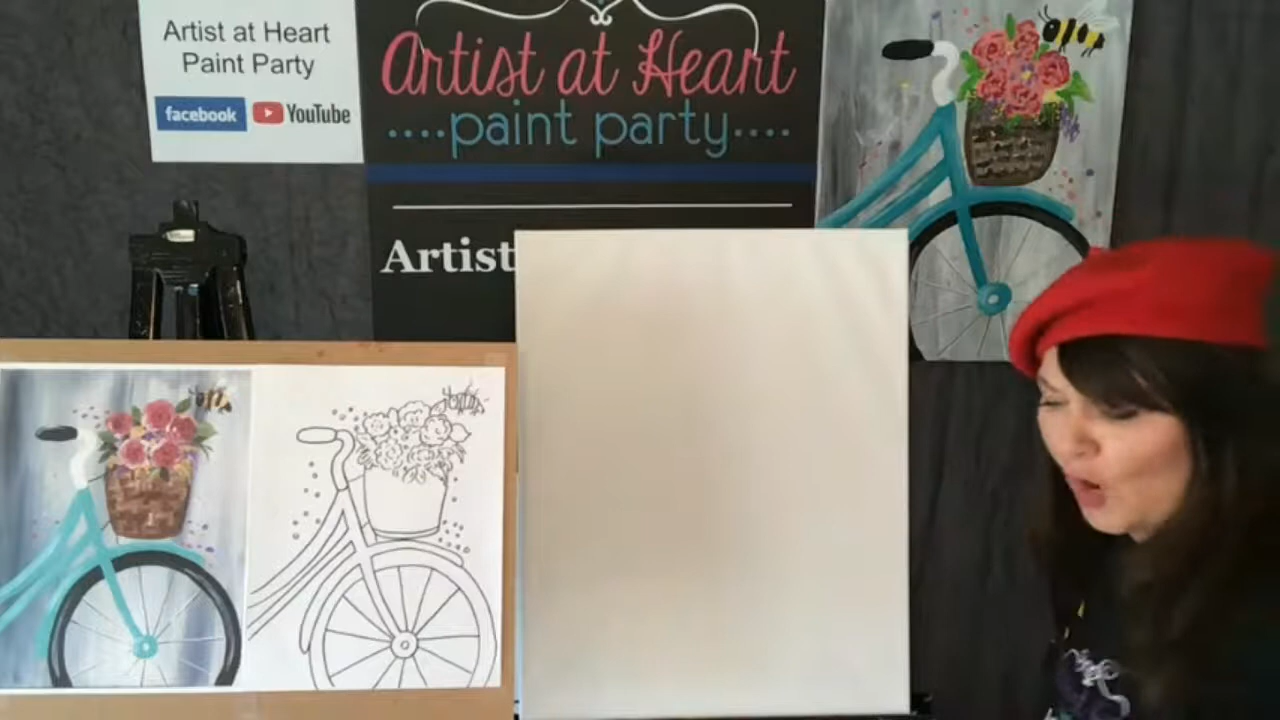 Artist at Heart
Paint Party
facebook YouTube
Artist at Heart
....paint party....
Artist